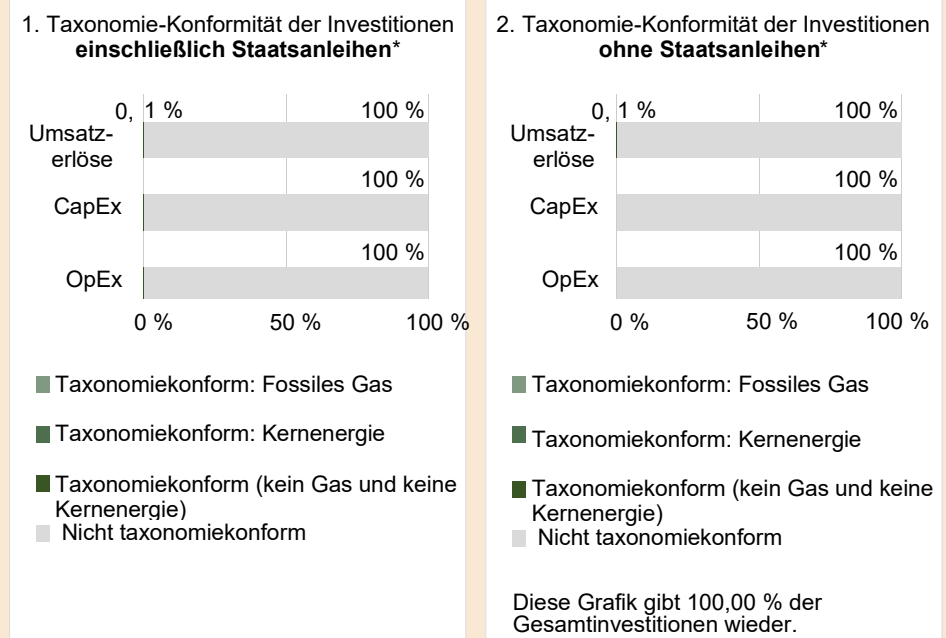 1. Taxonomie-Konformität der Investitionen
einschließlich Staatsanleihen*
0, 1 % 100 %
Umsatz-
erlöse
100 %
CapEx
100 %
OpEx
0 % 50 % 100 %
Taxonomiekonform: Fossiles Gas
Taxonomiekonform: Kernenergie
Taxonomiekonform (kein Gas und keine
Kernenergie)
Nicht taxonomiekonform
2. Taxonomie-Konformität der Investitionen
ohne Staatsanleihen*
0, 1 % 100 %
Umsatz-
erlöse
100 %
CapEx
100 %
OpEx
0 % 50 % 100 %
Taxonomiekonform: Fossiles Gas
Taxonomiekonform: Kernenergie
Taxonomiekonform (kein Gas und keine
Kernenergie)
Nicht taxonomiekonform
Diese Grafik gibt 100,00 % der
Gesamtinvestitionen wieder.